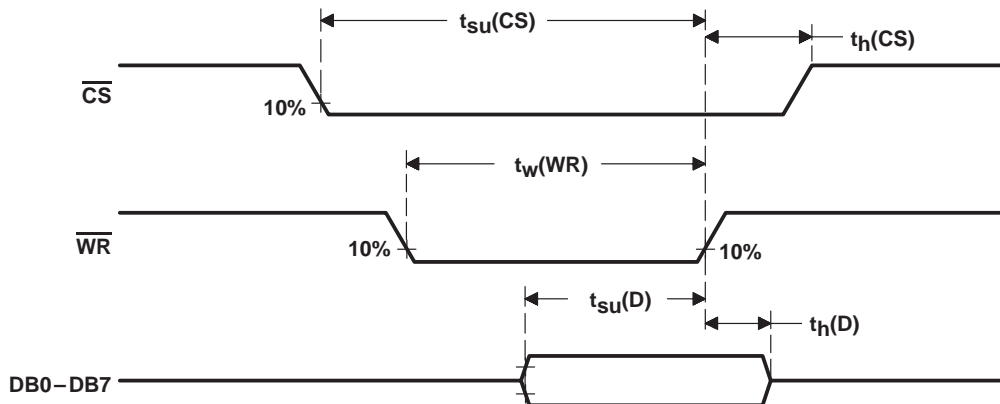 tsu(CS)
th(CS)
CS
10%
tw(WR)
WR
10%
10%
tsu(D)
th(D)
DB0–DB7